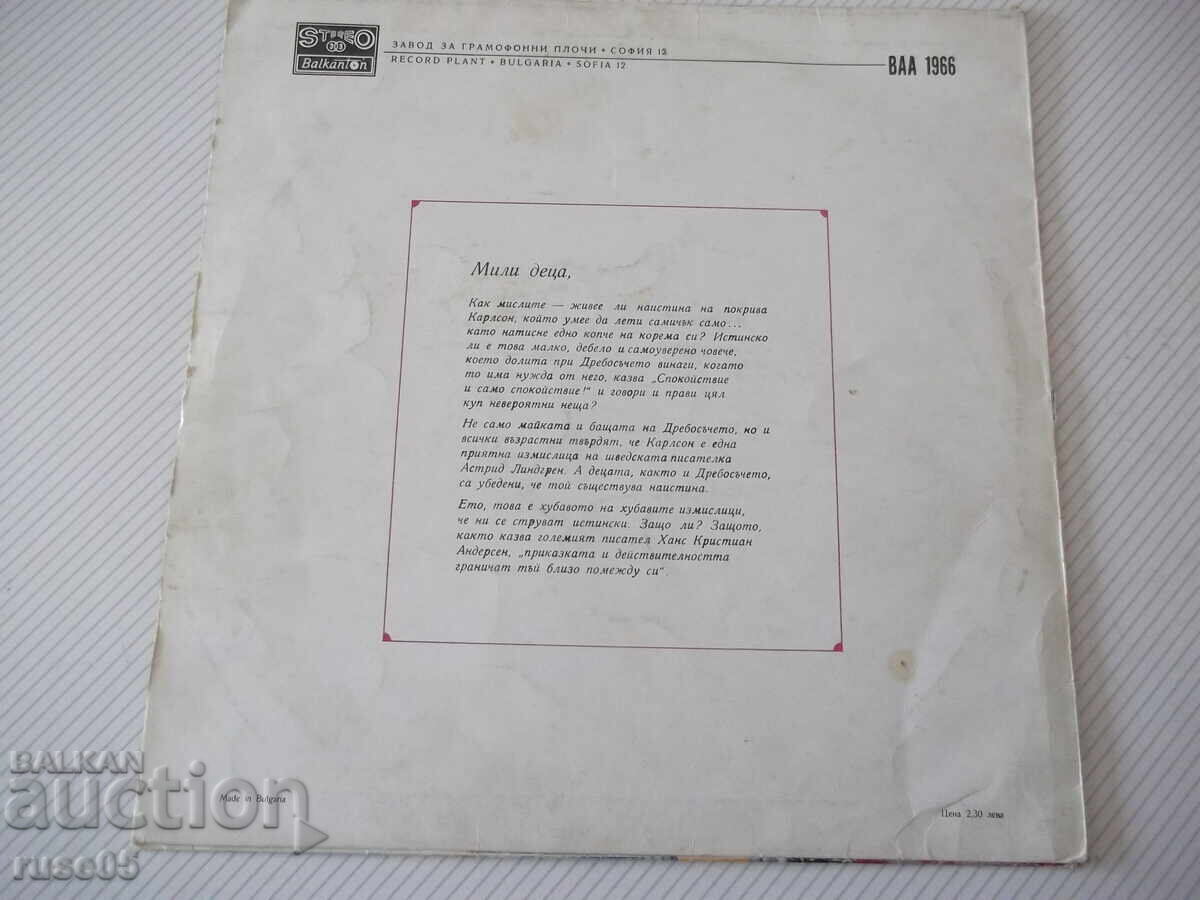 STEREO
33
Balkanton
ЗАВОД ЗА ГРАМОФОННИ ПЛОЧИ • СОФИЯ 12
RECORD PLANT • BULGARIA • SOFIA 12
ВАА 1966
Мили деца,
Как мислите — живее ли наистина на покрива
Карлсон, който умее да лети самичък само...
като натисне едно копче на корема си? Истинско
ли е това малко, дебело и самоуверено човече,
което долита при Дребосъчето винаги, когато
то има нужда от него, казва „Спокойствие
и само спокойствие!“ и говори и прави цял
куп невероятни неща?
Не само майката и бащата на Дребосъчето, но и
всички възрастни твърдят, че Карлсон е една
приятна измислица на шведската писателка
Астрид Линдгрен. А децата, както и Дребосъчето,
са убедени, че той съществува наистина.
Ето, това е хубавото на хубавите измислици,
че ни се струват истински. Защо ли? Защото,
както казва големият писател Ханс Кристиан
Андерсен, „приказката и действителността
граничат тъй близо помежду си“.
Made in Bulgaria
Цена 2,30 лева
BALKAN
auction
ruse05